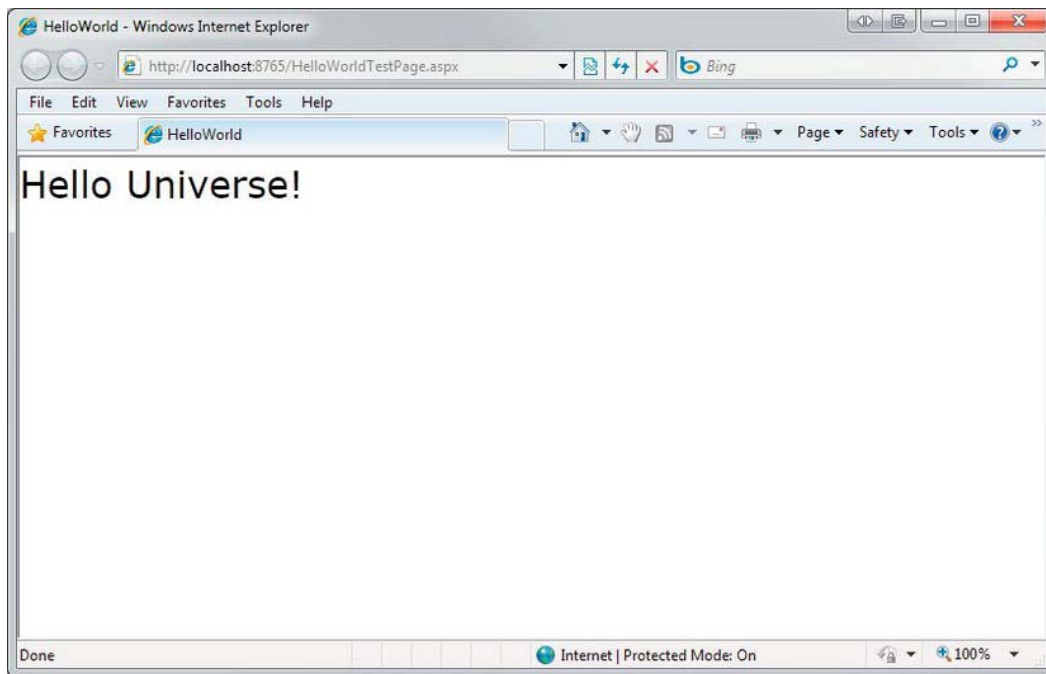 HelloWorld - Windows Internet Explorer
http://localhost:8765/HelloWorldTestPage.aspx Bing
File Edit View Favorites Tools Help
Favorites HelloWorld Page Safety Tools
Hello Universe!
Done Internet | Protected Mode: On 100%